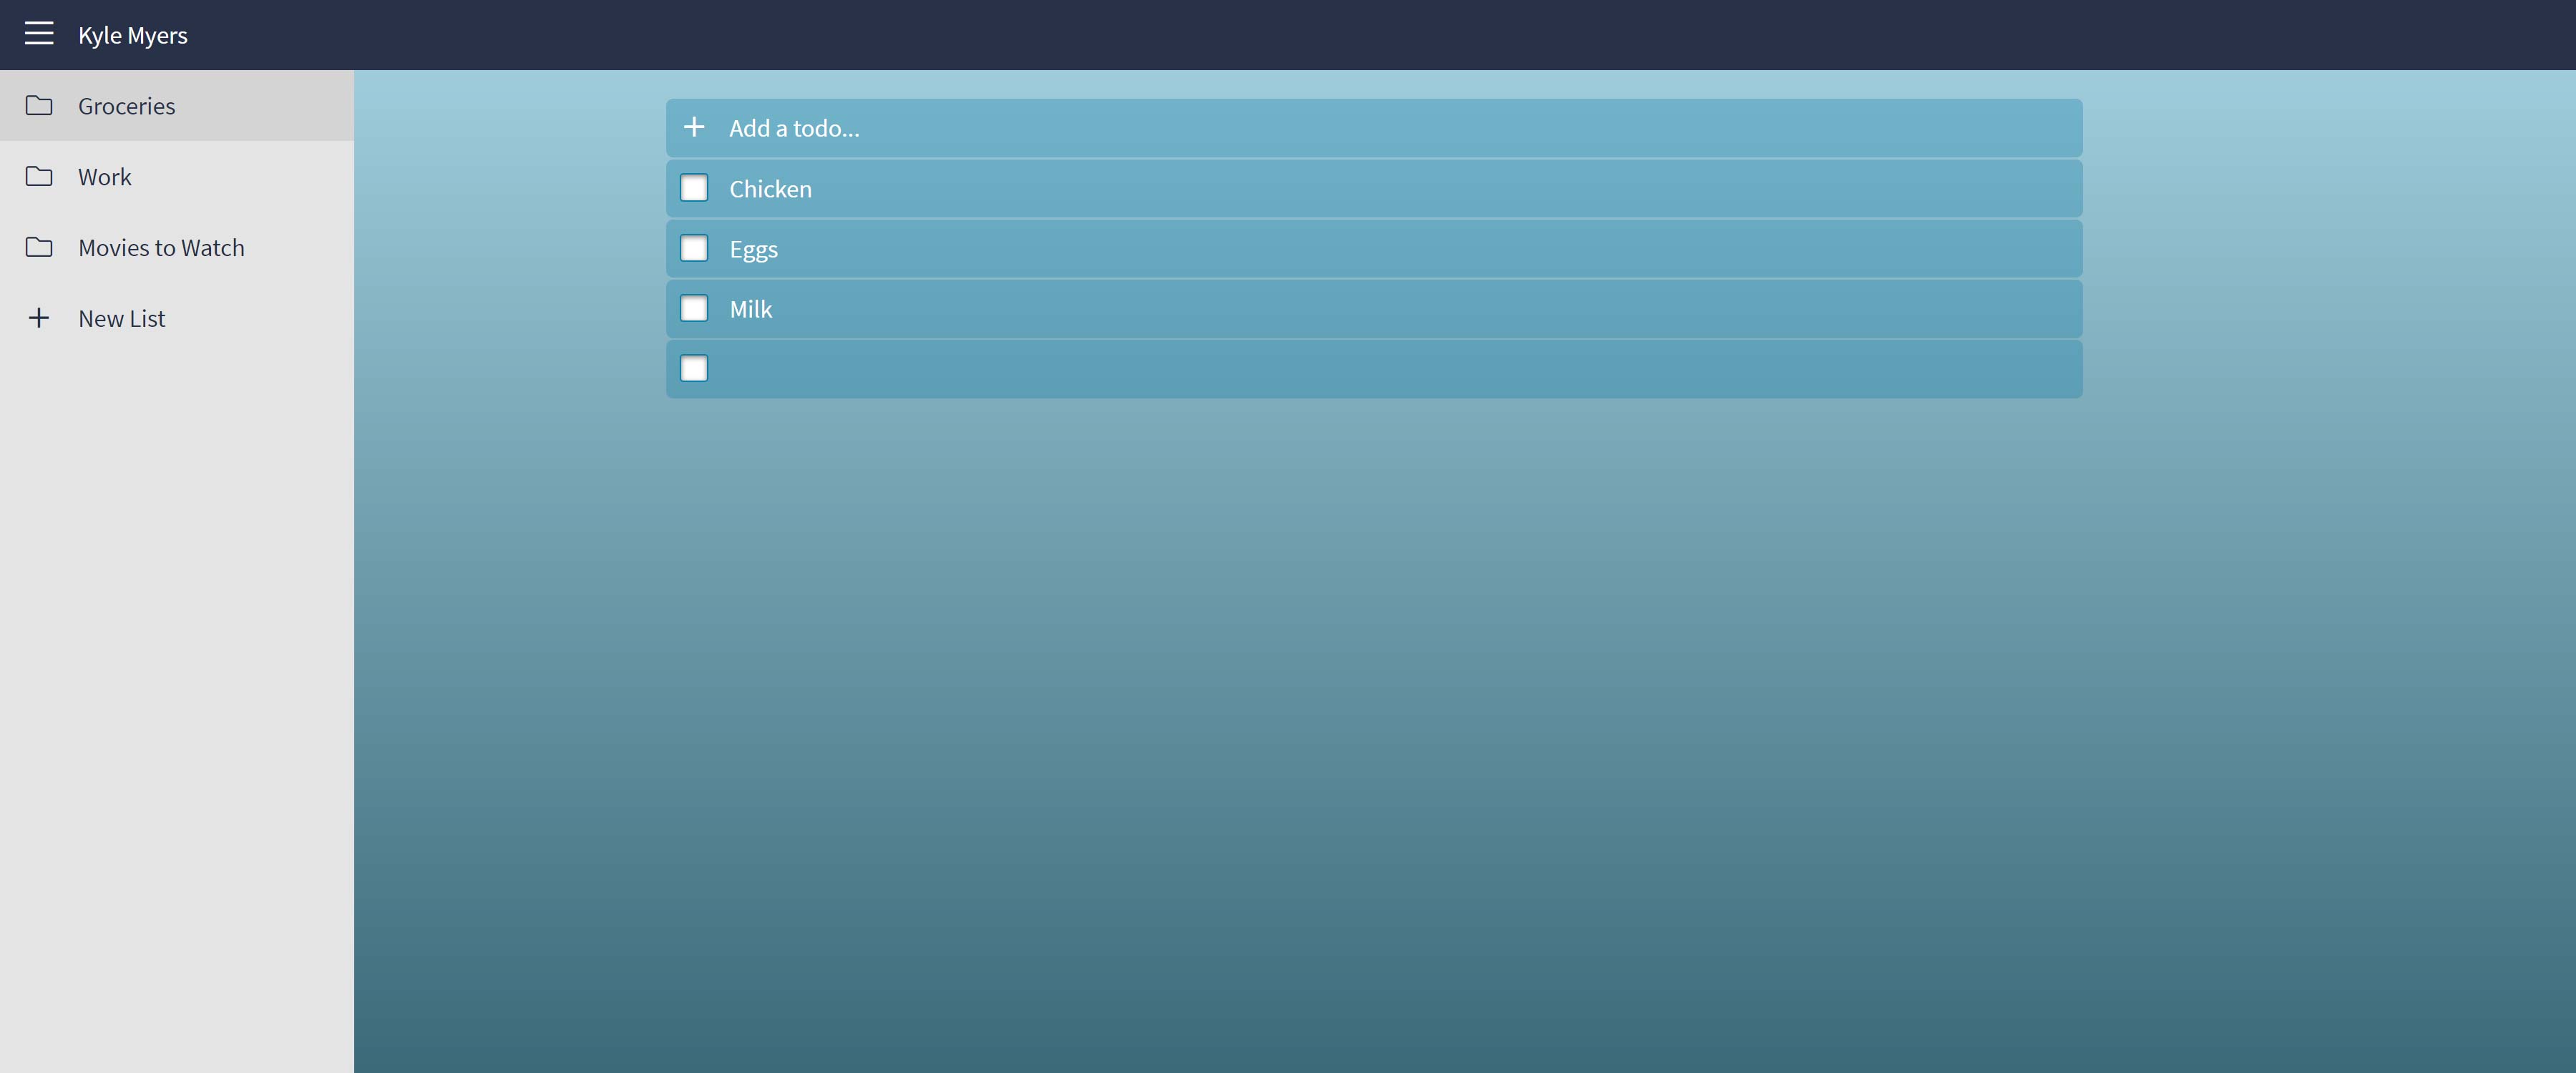 Kyle Myers
Groceries
Work
Movies to Watch
New List
Add a todo...
Chicken
Eggs
Milk